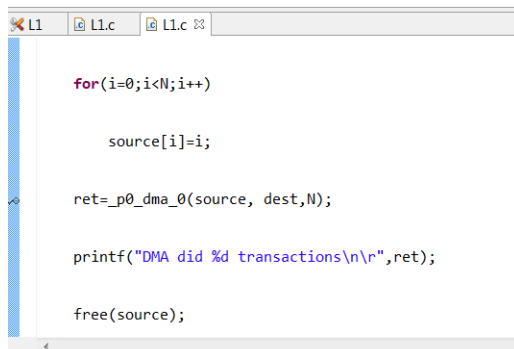 L1 L1.c L1.c
for(i=0;i<N;i++)
source[i]=i;
ret=_p0_dma_0(source, dest,N);
printf("DMA did %d transactions\n\r",ret);
free(source);